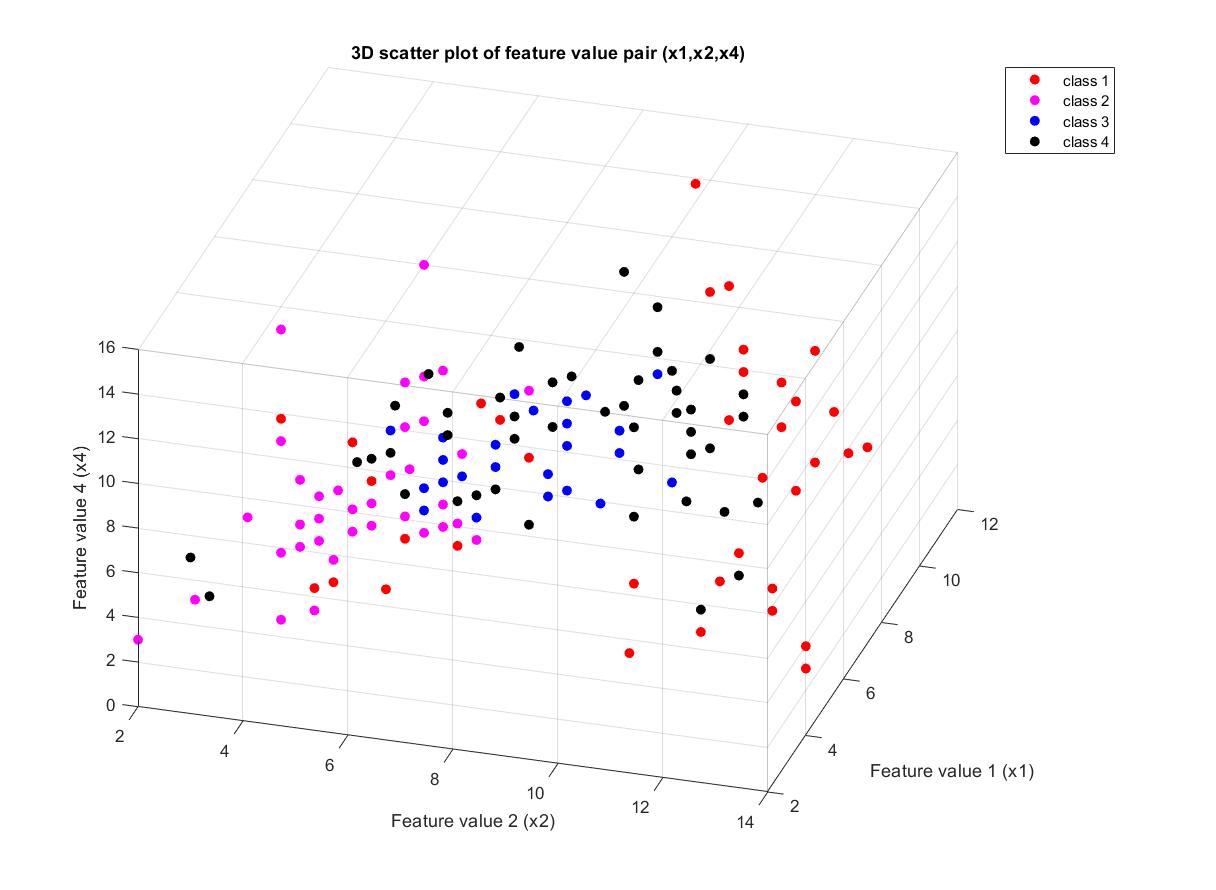 3D scatter plot of feature value pair (x1,x2,x4)
class 1
class 2
class 3
class 4
16
14
12
10
8
6
4
2
0
Feature value 4 (x4)
2
4
6
8
10
12
14
Feature value 2 (x2)
12
10
8
6
4
2
Feature value 1 (x1)